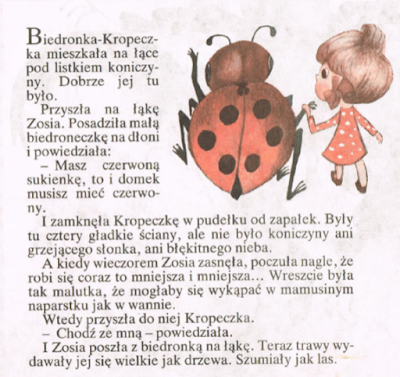 Biedronka-Kropecz-
ka mieszkała na łące
pod listkiem koniczy-
ny. Dobrze jej tu
było.
Przyszła na łąkę
Zosia. Posadziła małą
biedroneczkę na dłoni
i powiedziała:
– Masz czerwoną
sukienkę, to i domek
musisz mieć czerwo-
ny.
I zamknęła Kropeczkę w pudełku od zapałek. Były
tu cztery gładkie ściany, ale nie było koniczyny ani
grzejącego słonka, ani błękitnego nieba.
A kiedy wieczorem Zosia zasnęła, poczuła nagle, że
robi się coraz to mniejsza i mniejsza... Wreszcie była
tak malutka, że mogłaby się wykąpać w mamusinym
naparstku jak w wannie.
Wtedy przyszła do niej Kropeczka.
– Chodź ze mną – powiedziała.
I Zosia poszła z biedronką na łąkę. Teraz trawy wy-
dawały jej się wielkie jak drzewa. Szumiały jak las.